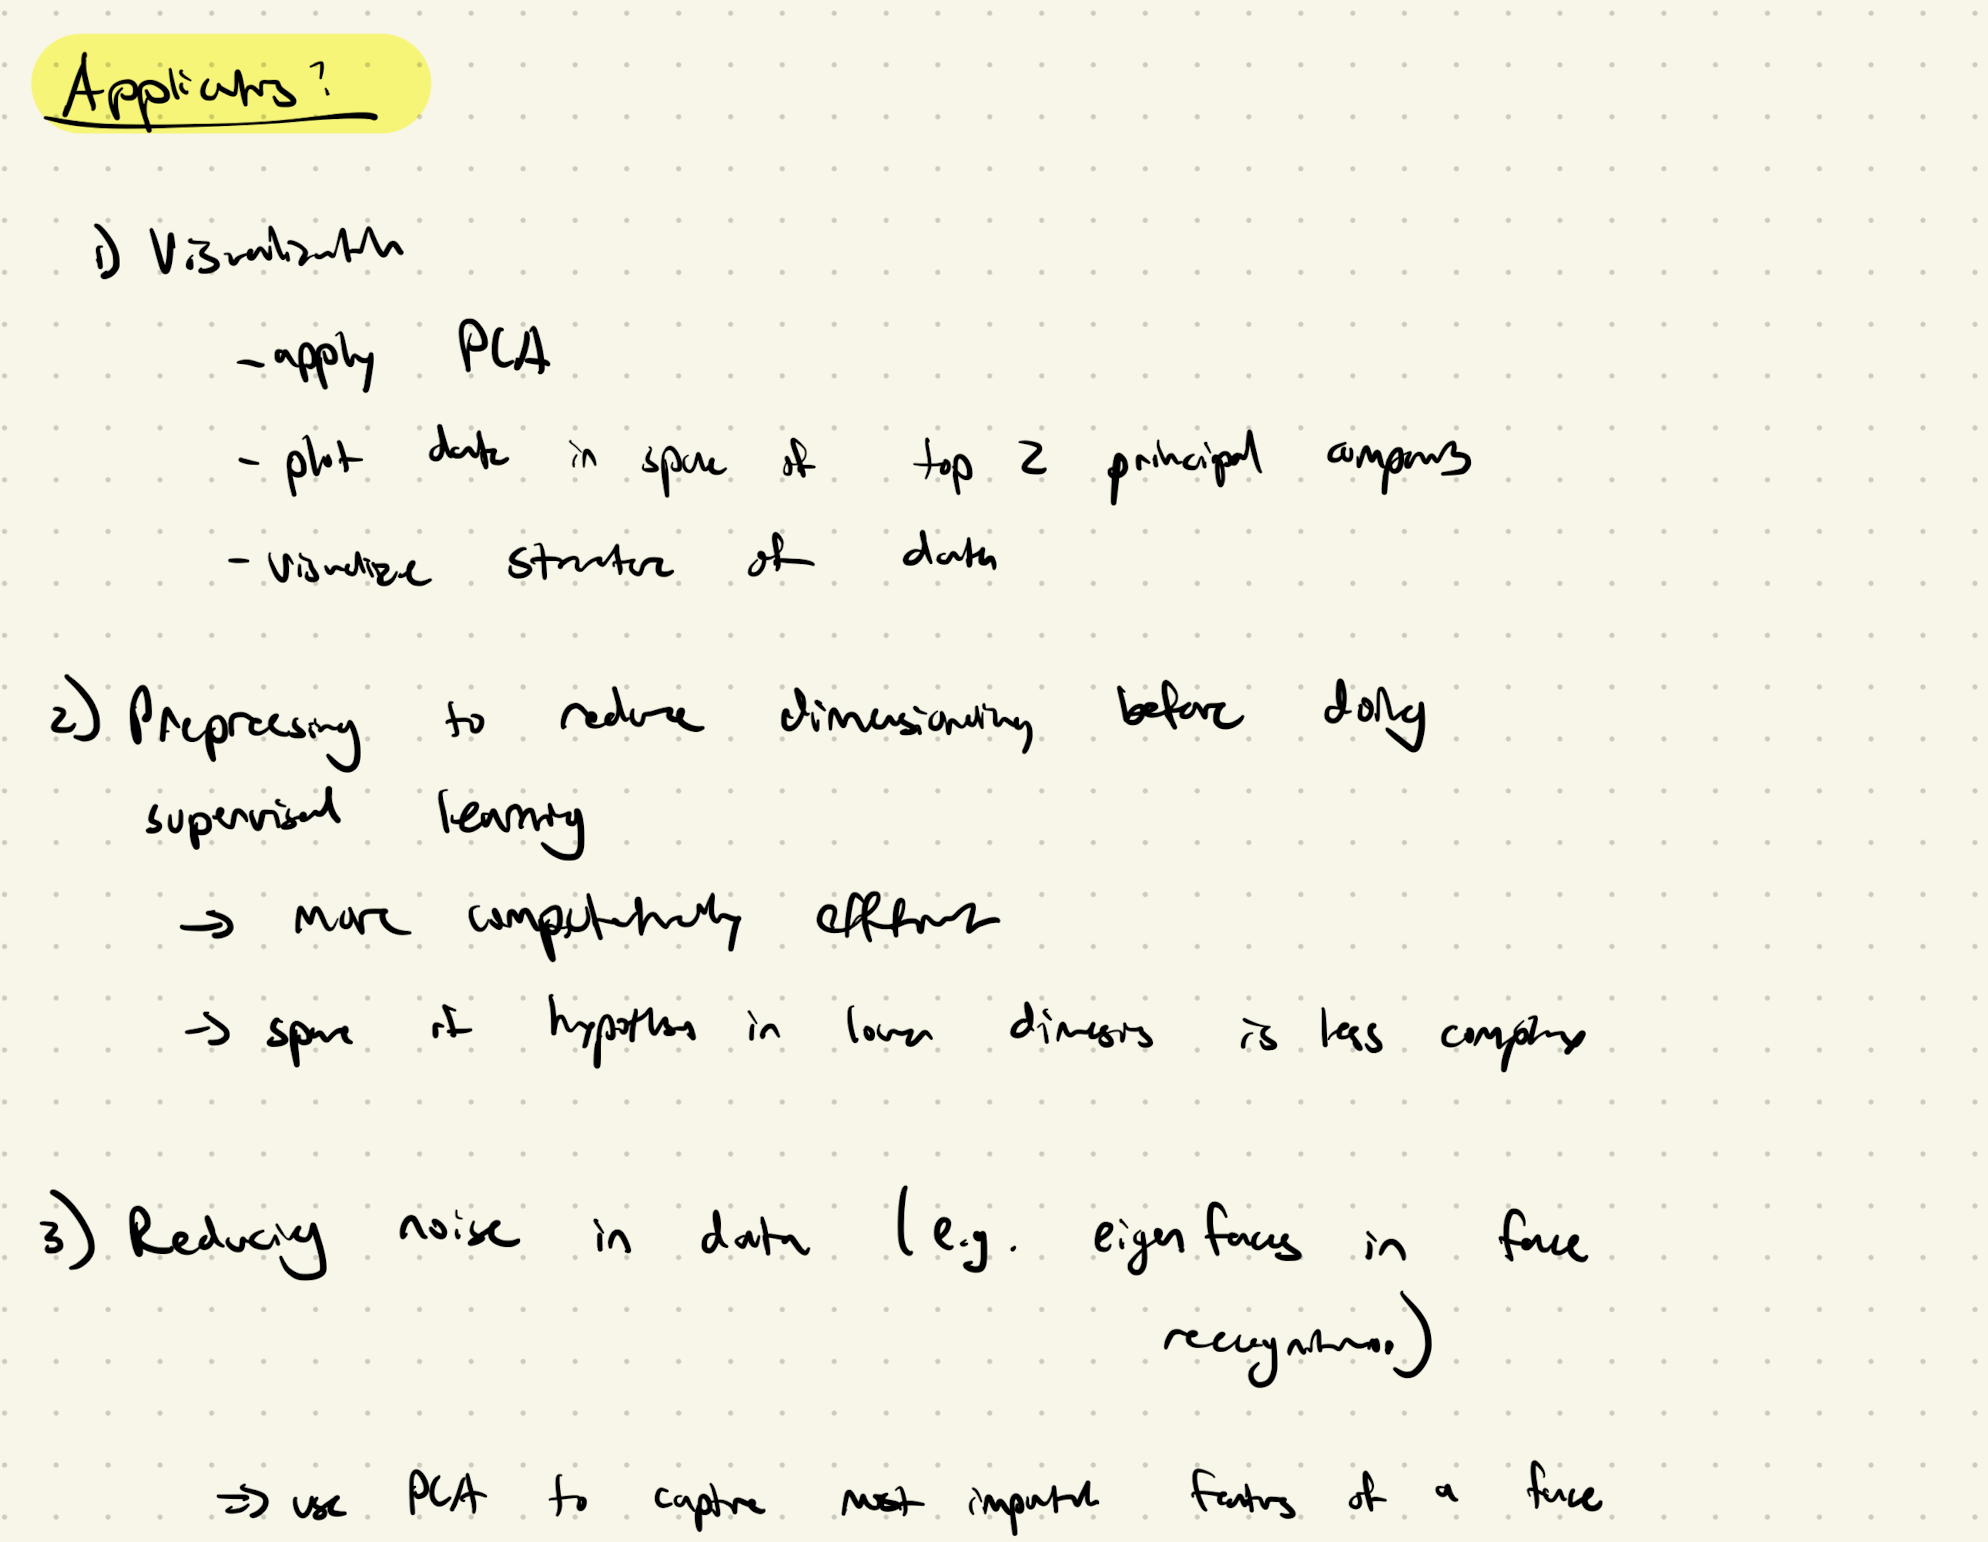 Applications?
1) Visualization
- apply PCA
- plot data in space of top 2 principal components
- visualize structure of data
2) Preprocessing to reduce dimensionality before doing
supervised learning
→ more computationally efficient
→ space of hypotheses in lower dimensions is less complex
3) Reducing noise in data (e.g. eigenfaces in face
recognition..)
⇒ use PCA to capture most important features of a face